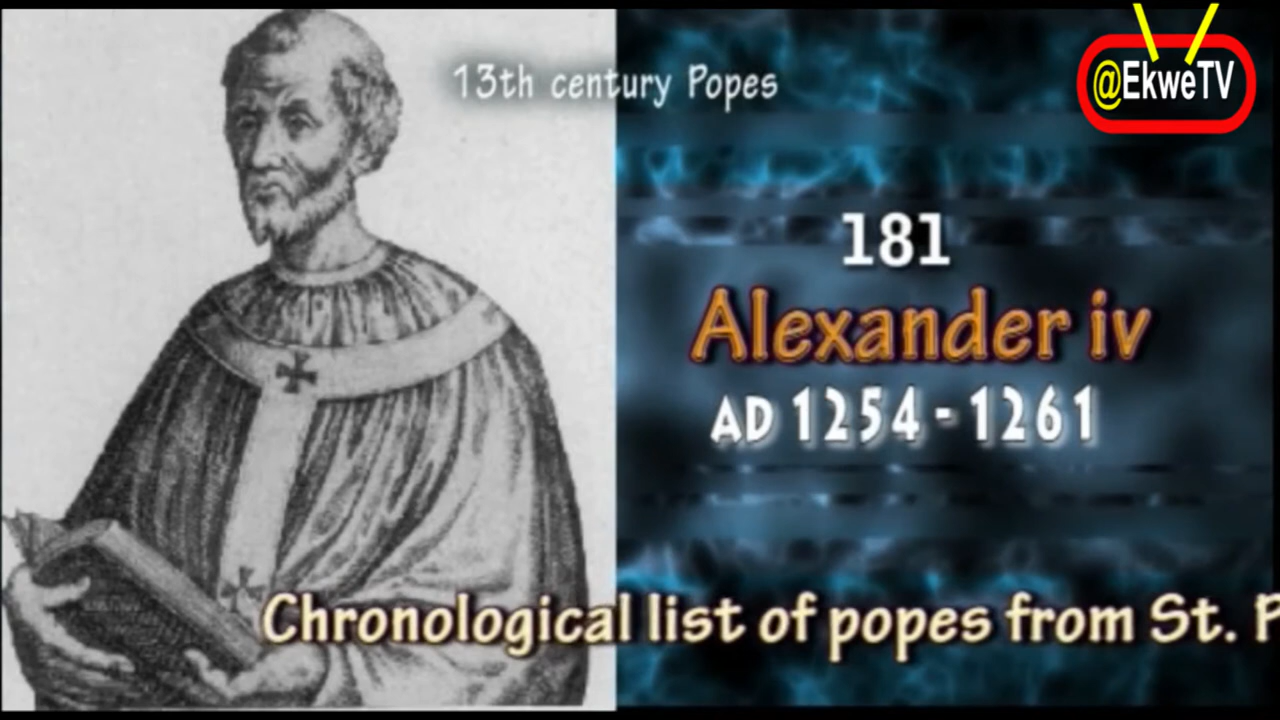 13th century Popes
@EkweTV
181
Alexander iv
AD 1254 - 1261
Chronological list of popes from St. P